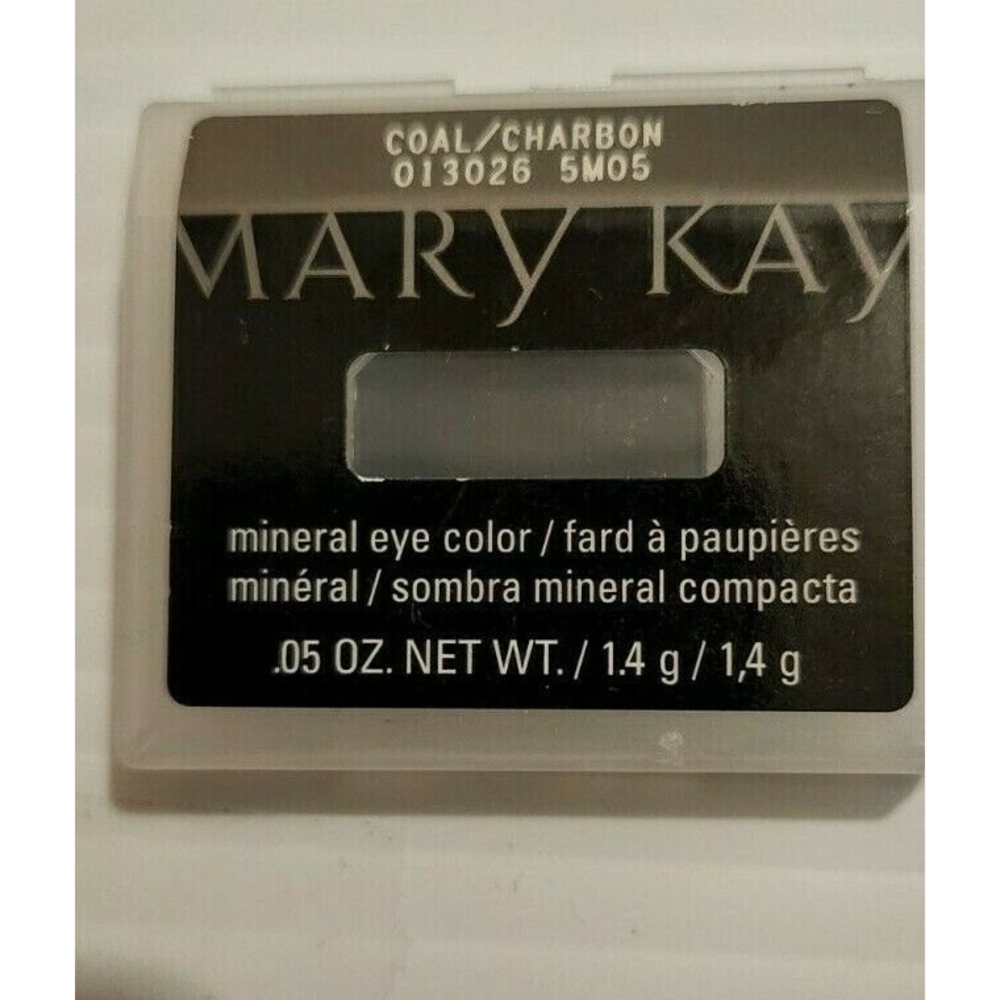 COAL/CHARBON
013026 5M05
MARY KAY
mineral eye color / fard à paupières
minéral / sombra mineral compacta
.05 OZ. NET WT. / 1.4 g / 1,4 g